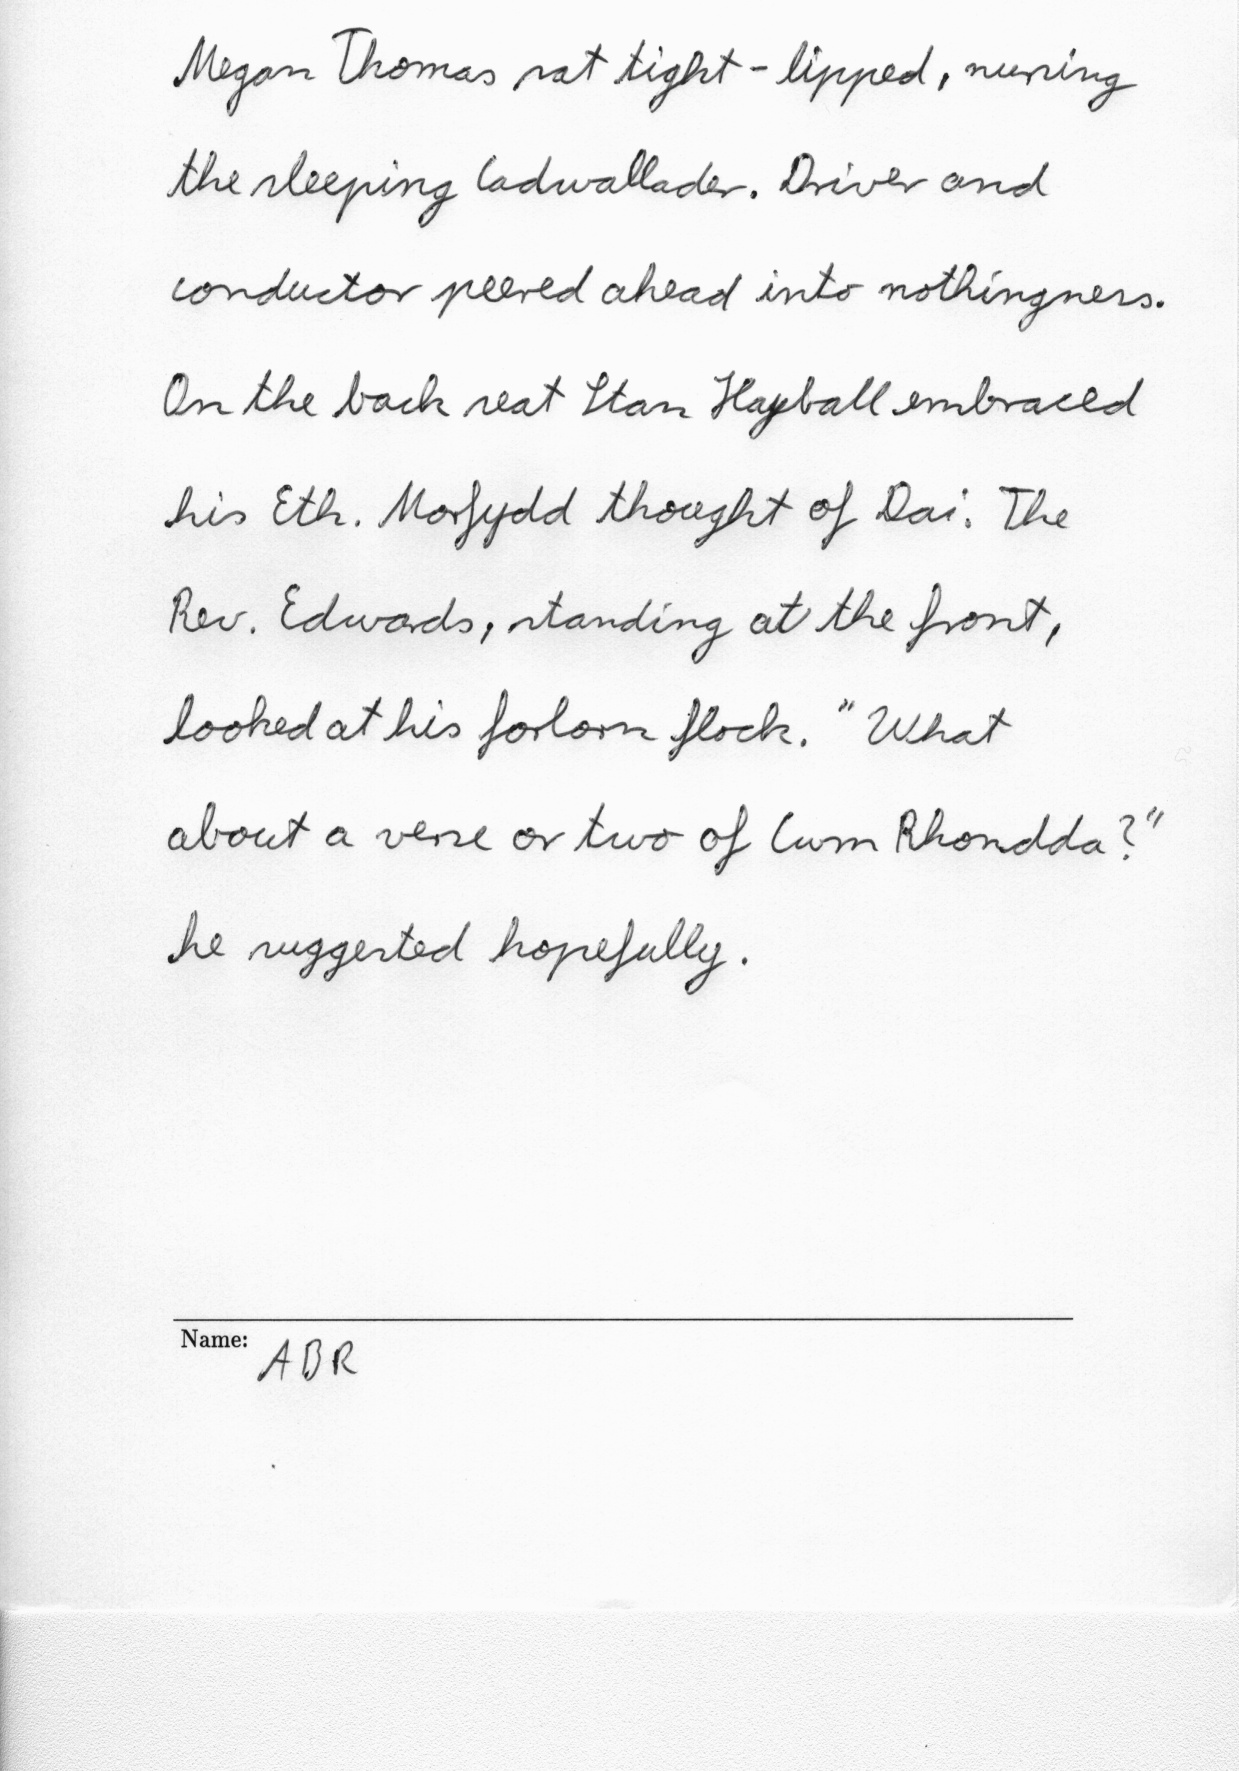 Megan Thomas sat tight-lipped, nursing
the sleeping Cadwallader. Driver and
conductor peered ahead into nothingness.
On the back seat Stan Hayball embraced
his Eth. Morfydd thought of Dai. The
Rev. Edwards, standing at the front,
looked at his forlorn flock. "What
about a verse or two of Cwm Rhondda?"
he suggested hopefully.
Name: ABR